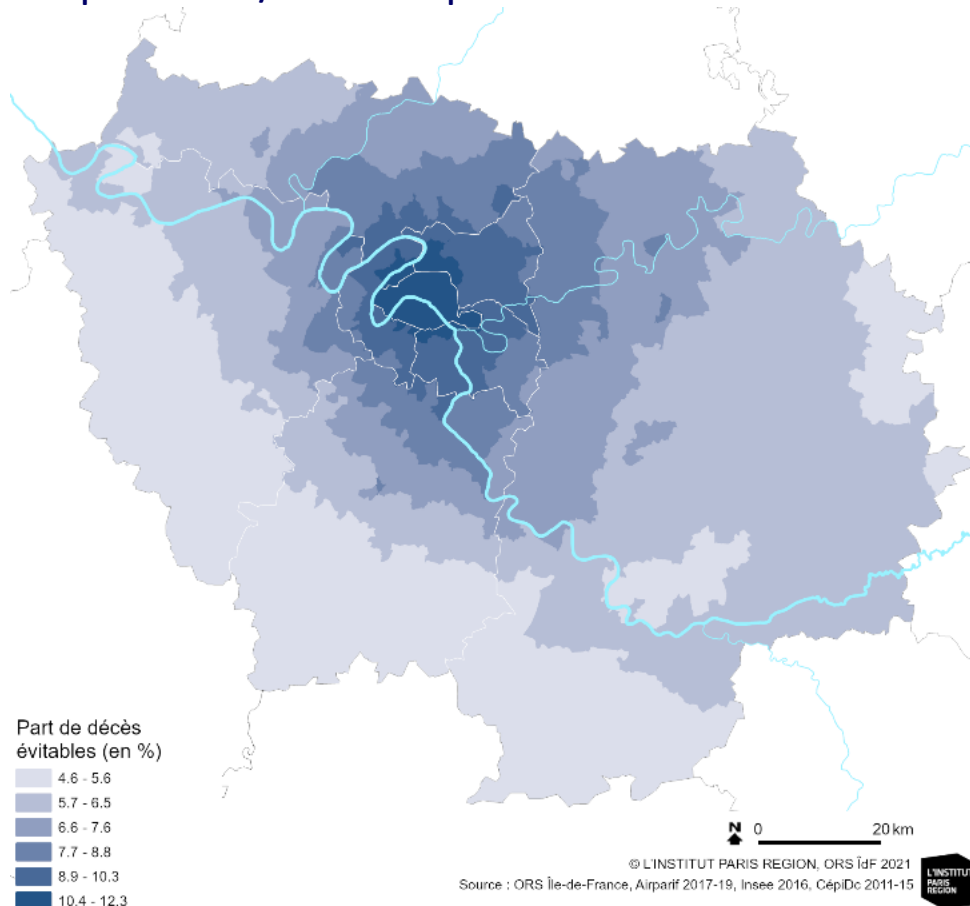 Part de décès
évitables (en %)
4.6 - 5.6
5.7 - 6.5
6.6 - 7.6
7.7 - 8.8
8.9 - 10.3
10.4 - 12.3
N 0 20 km
© L'INSTITUT PARIS REGION, ORS ÎdF 2021
Source : ORS Île-de-France, Airparif 2017-19, Insee 2016, CépiDc 2011-15
L'INSTITUT
PARIS
REGION